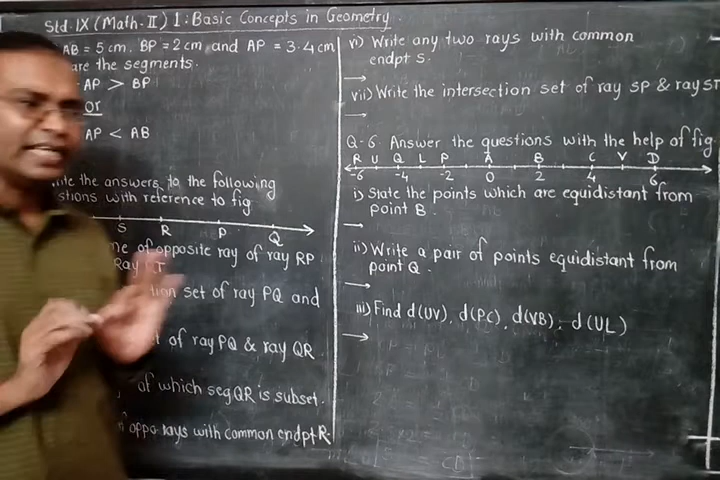 Std. IX (Math-II) 1: Basic Concepts in Geometry.
AB = 5 cm. BP = 2 cm and AP = 3.4 cm
are the segments.
AP > BP
or
AP < AB
the answers to the following
stions with reference to fig
S R P Q
of opposite ray of ray RP
Ray
set of ray PQ and
of ray PQ & ray QR.
of which seg QR is subset.
oppo. rays with common endpt R.
vi) Write any two rays with common
endpt S.
→
vii) Write the intersection set of ray SP & ray ST
→
Q-6 Answer the questions with the help of fig
R U Q L P A B C V D
-6 -4 -2 0 2 4 6
i) State the points which are equidistant from
point B.
→
ii) Write a pair of points equidistant from
point Q.
→
iii) Find d(UV), d(PC), d(VB), d(UL)
→